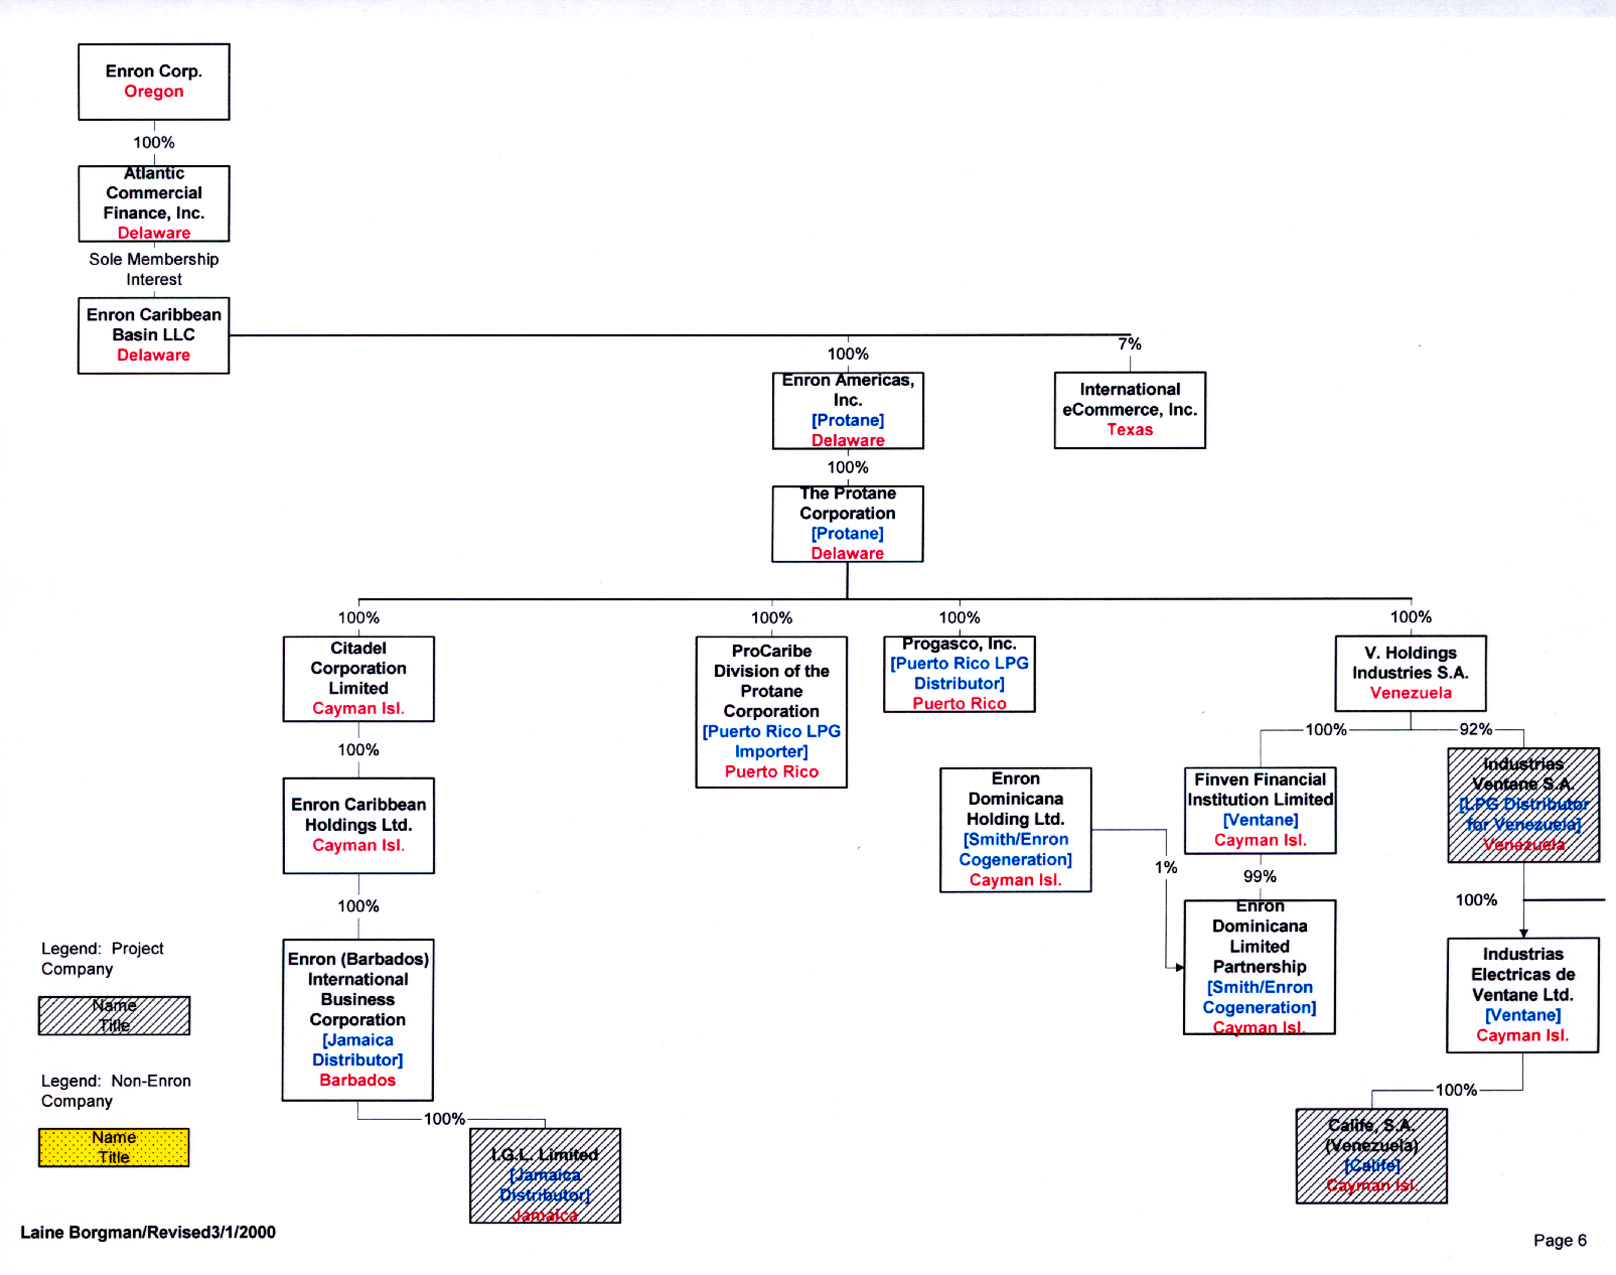 Enron Corp.
Oregon
100%
Atlantic
Commercial
Finance, Inc.
Delaware
Sole Membership
Interest
Enron Caribbean
Basin LLC
Delaware
100%
7%
Enron Americas,
Inc.
[Protane]
Delaware
International
eCommerce, Inc.
Texas
100%
The Protane
Corporation
[Protane]
Delaware
100%
100%
100%
100%
Citadel
Corporation
Limited
Cayman Isl.
ProCaribe
Division of the
Protane
Corporation
[Puerto Rico LPG
Importer]
Puerto Rico
Progasco, Inc.
[Puerto Rico LPG
Distributor]
Puerto Rico
V. Holdings
Industries S.A.
Venezuela
100%
100%
92%
Enron Caribbean
Holdings Ltd.
Cayman Isl.
Enron
Dominicana
Holding Ltd.
[Smith/Enron
Cogeneration]
Cayman Isl.
Finven Financial
Institution Limited
[Ventane]
Cayman Isl.
Industrias
Ventane S.A.
[LPG Distributor
for Venezuela]
Venezuela
1%
99%
100%
100%
Enron (Barbados)
International
Business
Corporation
[Jamaica
Distributor]
Barbados
Enron
Dominicana
Limited
Partnership
[Smith/Enron
Cogeneration]
Cayman Isl.
Industrias
Electricas de
Ventane Ltd.
[Ventane]
Cayman Isl.
100%
100%
I.G.L. Limited
[Jamaica
Distributor]
Jamaica
Calife, S.A.
(Venezuela)
[Calife]
Cayman Isl.
Legend: Project
Company
Name
Title
Legend: Non-Enron
Company
Name
Title
Laine Borgman/Revised3/1/2000
Page 6